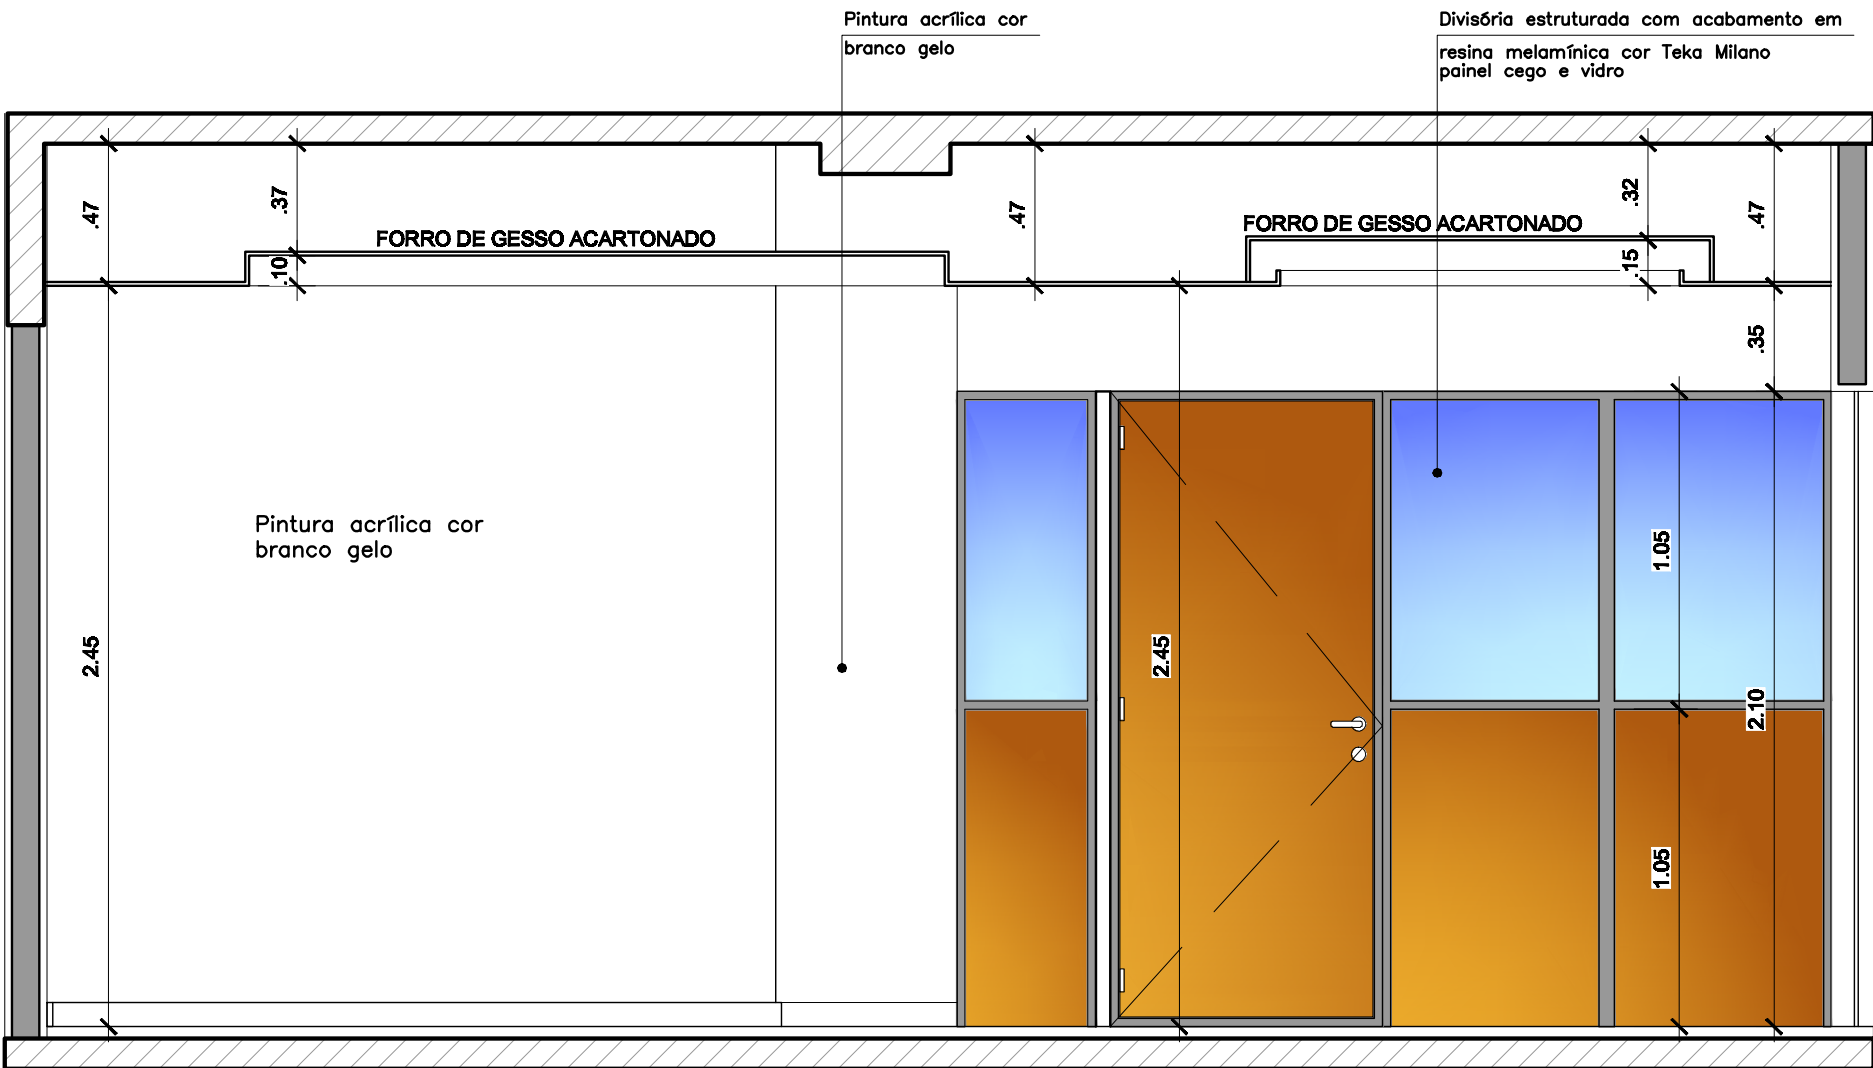 Pintura acrílica cor
branco gelo
Divisória estruturada com acabamento em
resina melamínica cor Teka Milano
painel cego e vidro
.47
.37
.10
FORRO DE GESSO ACARTONADO
.47
FORRO DE GESSO ACARTONADO
.32
.15
.47
.35
Pintura acrílica cor
branco gelo
2.45
2.45
1.05
2.10
1.05